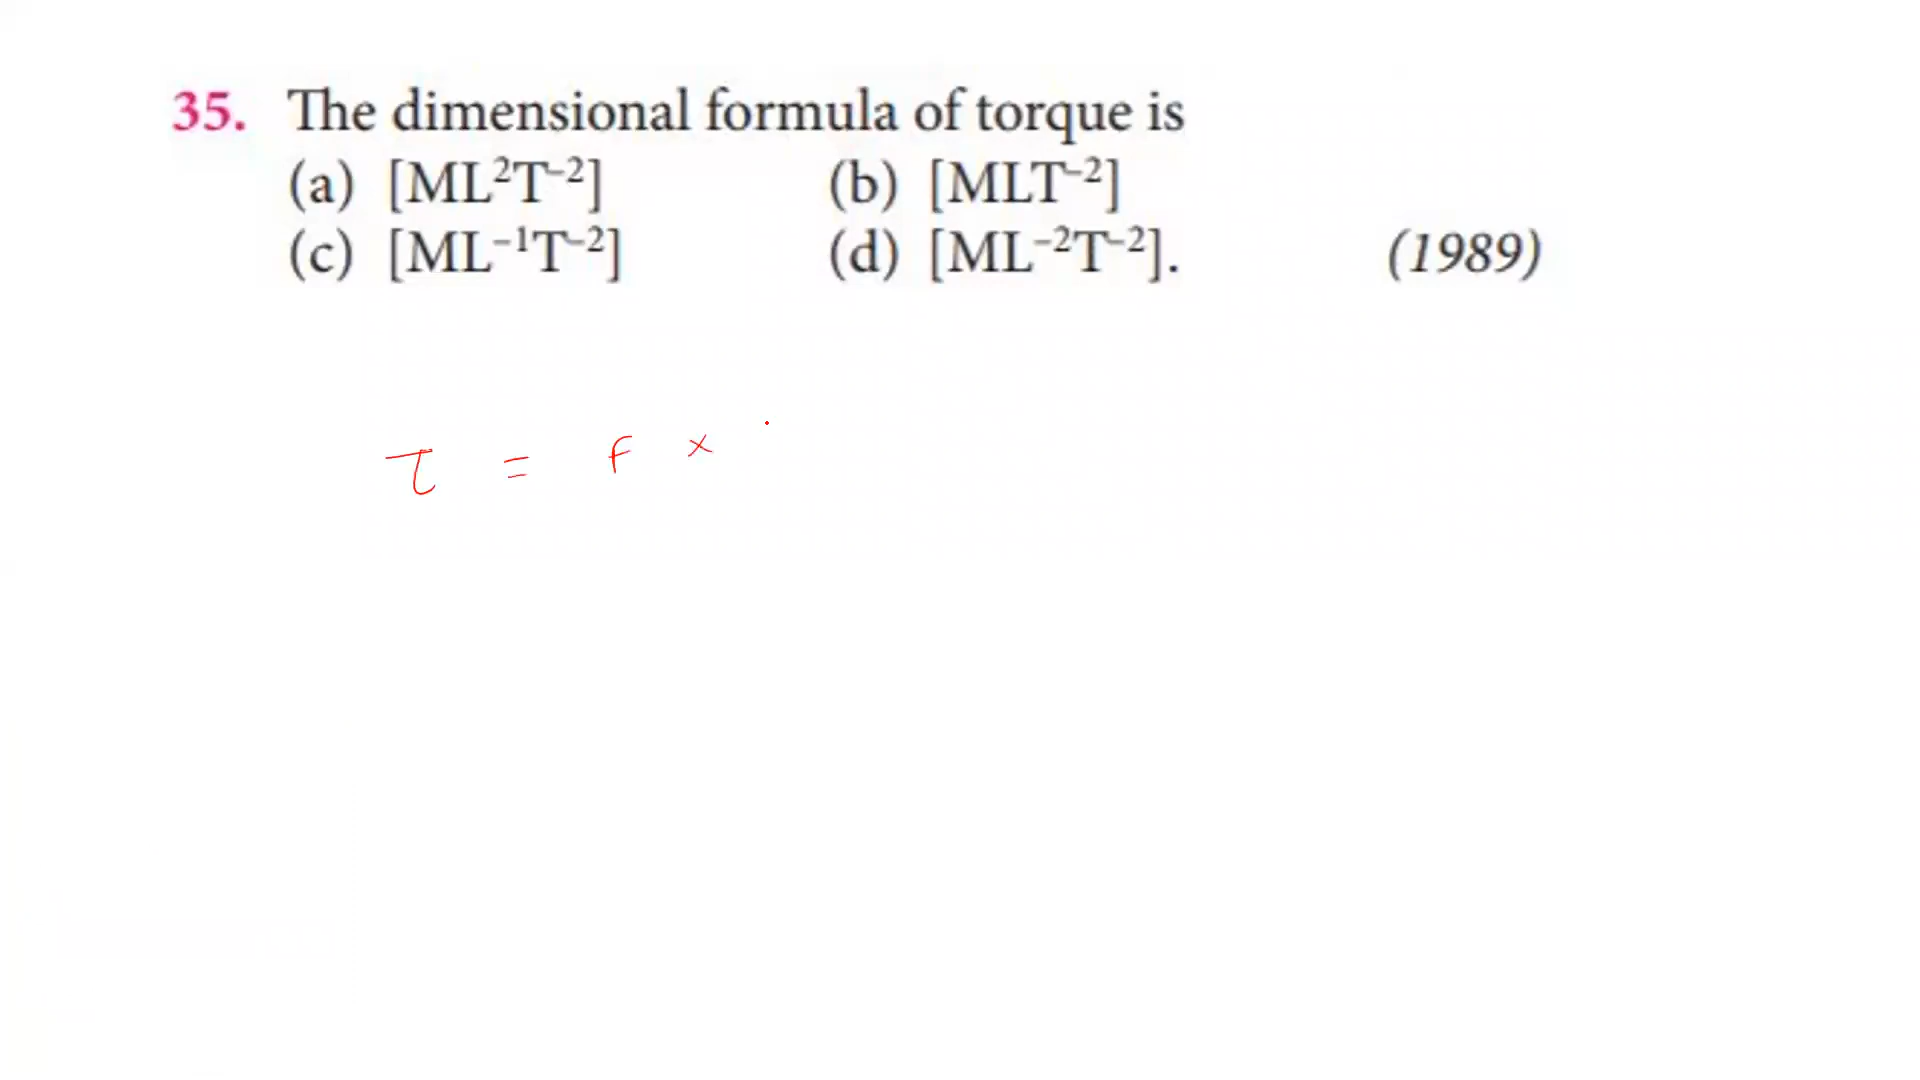 35. The dimensional formula of torque is
(a) [ML²T⁻²] (b) [MLT⁻²]
(c) [ML⁻¹T⁻²] (d) [ML⁻²T⁻²]. (1989)
τ = f ×